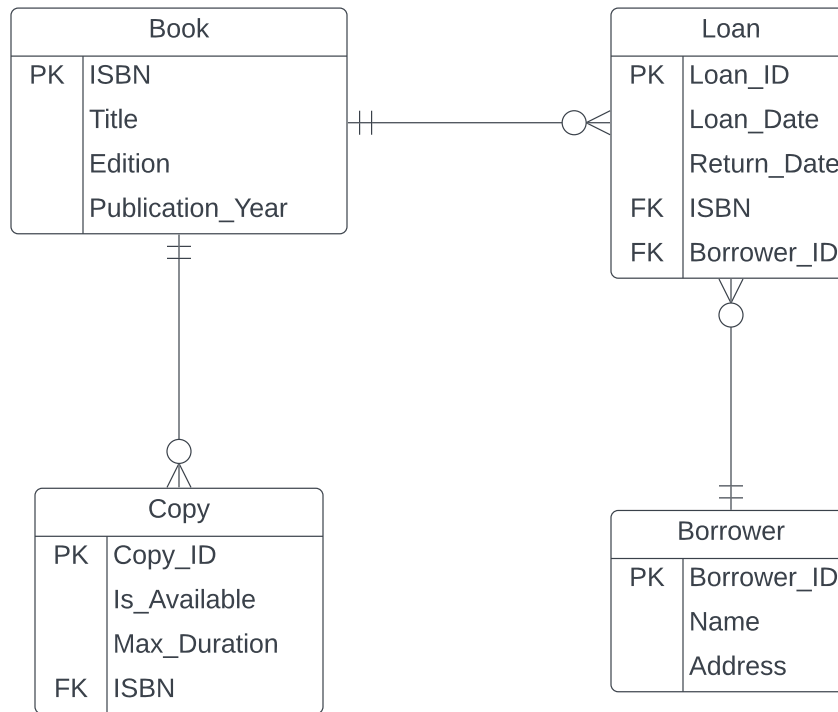 Book
PK ISBN
Title
Edition
Publication_Year
Loan
PK Loan_ID
Loan_Date
Return_Date
FK ISBN
FK Borrower_ID
Copy
PK Copy_ID
Is_Available
Max_Duration
FK ISBN
Borrower
PK Borrower_ID
Name
Address